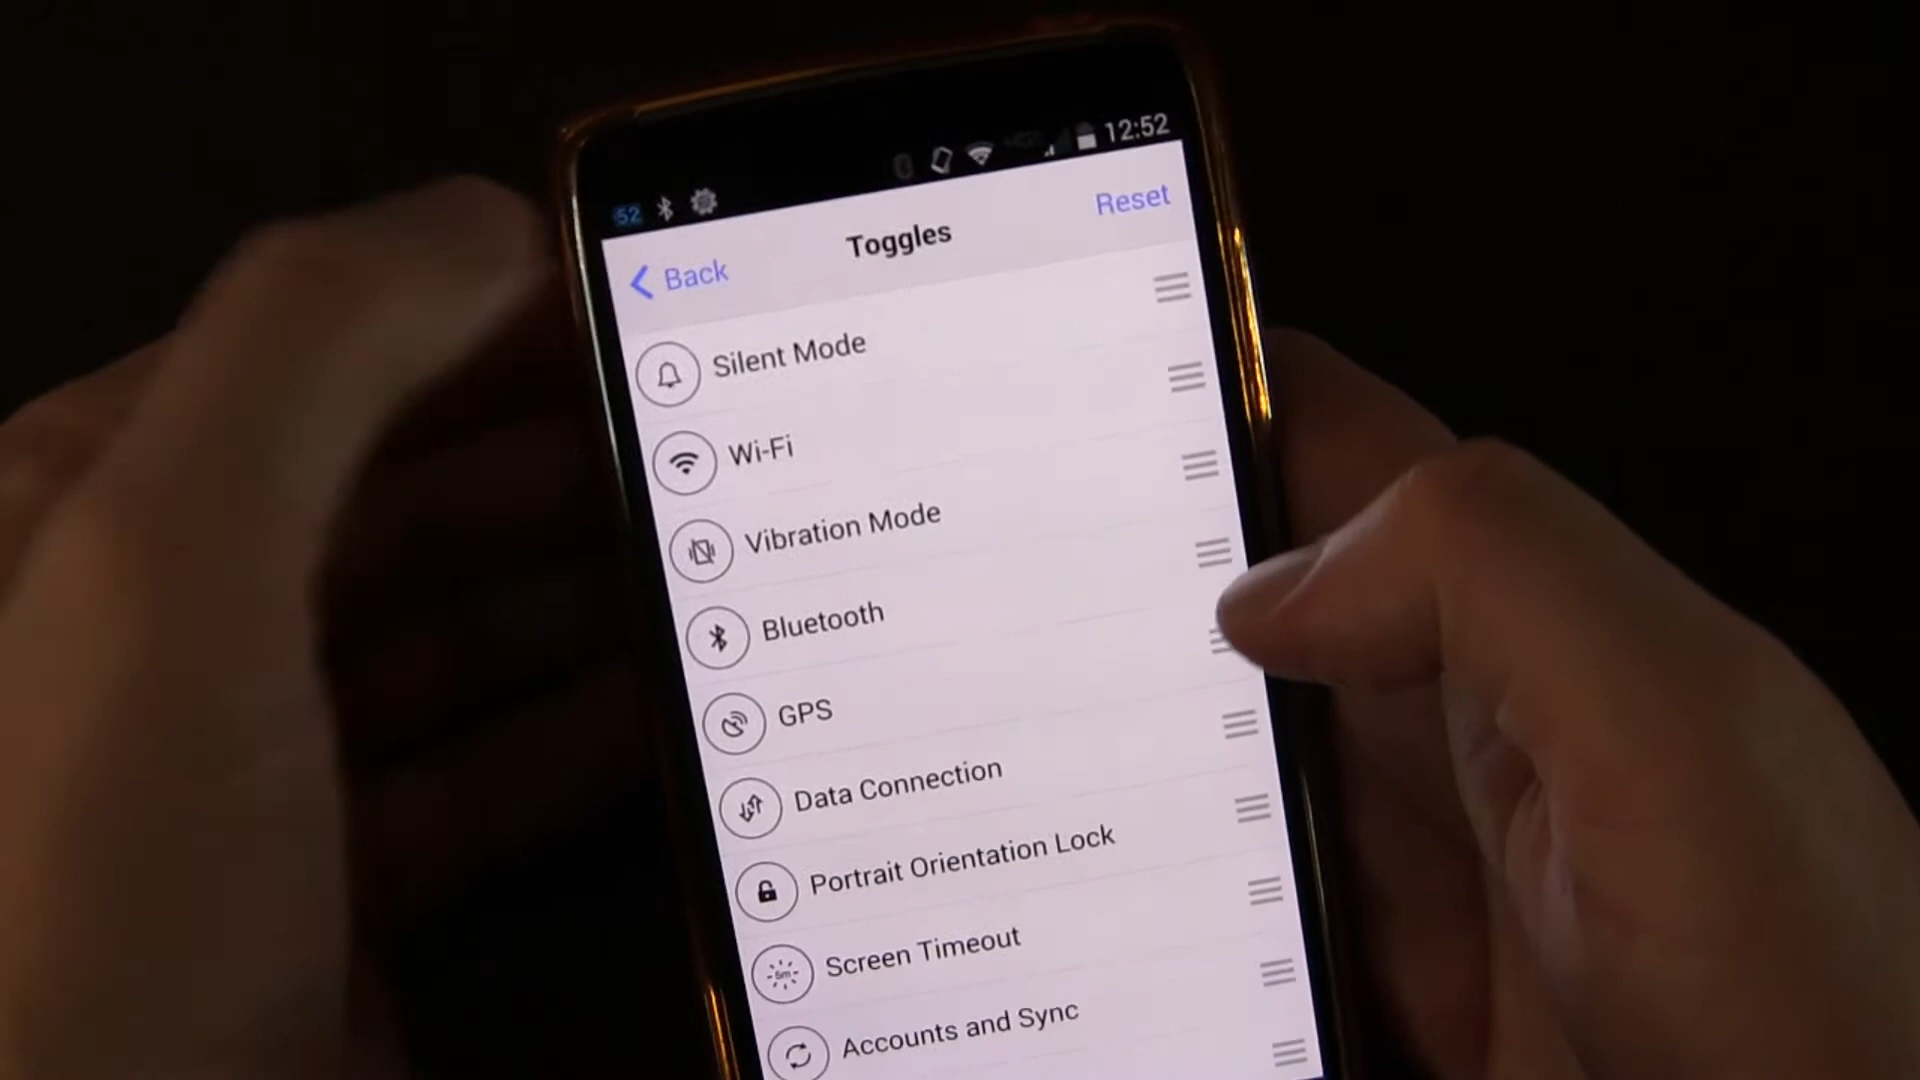 52
12:52
Back
Toggles
Reset
Silent Mode
Wi-Fi
Vibration Mode
Bluetooth
GPS
Data Connection
Portrait Orientation Lock
5m
Screen Timeout
Accounts and Sync